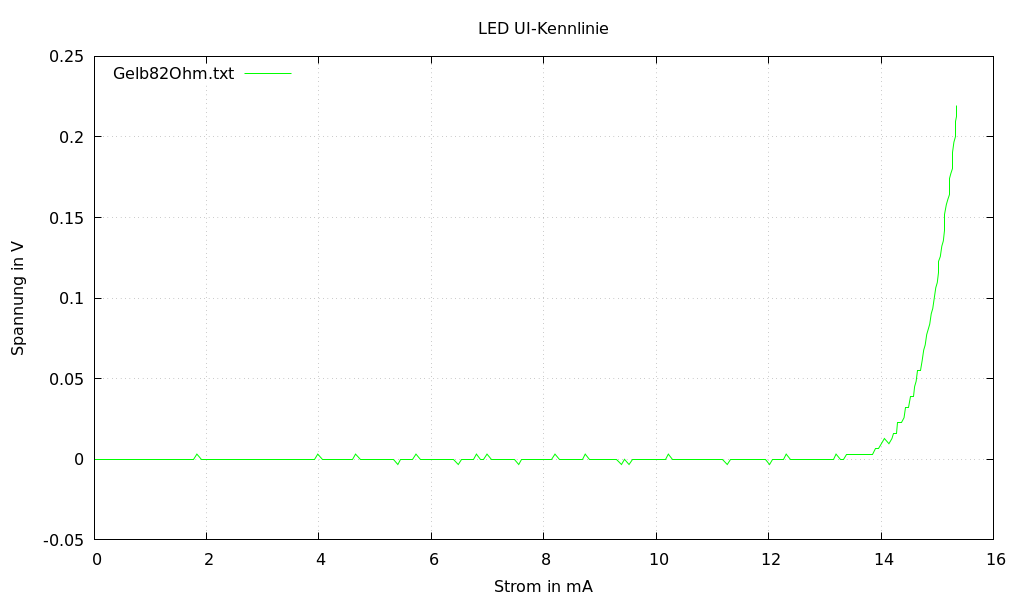 LED UI-Kennlinie
Gelb82Ohm.txt
0.25
0.2
0.15
0.1
0.05
0
-0.05
Spannung in V
0 2 4 6 8 10 12 14 16
Strom in mA